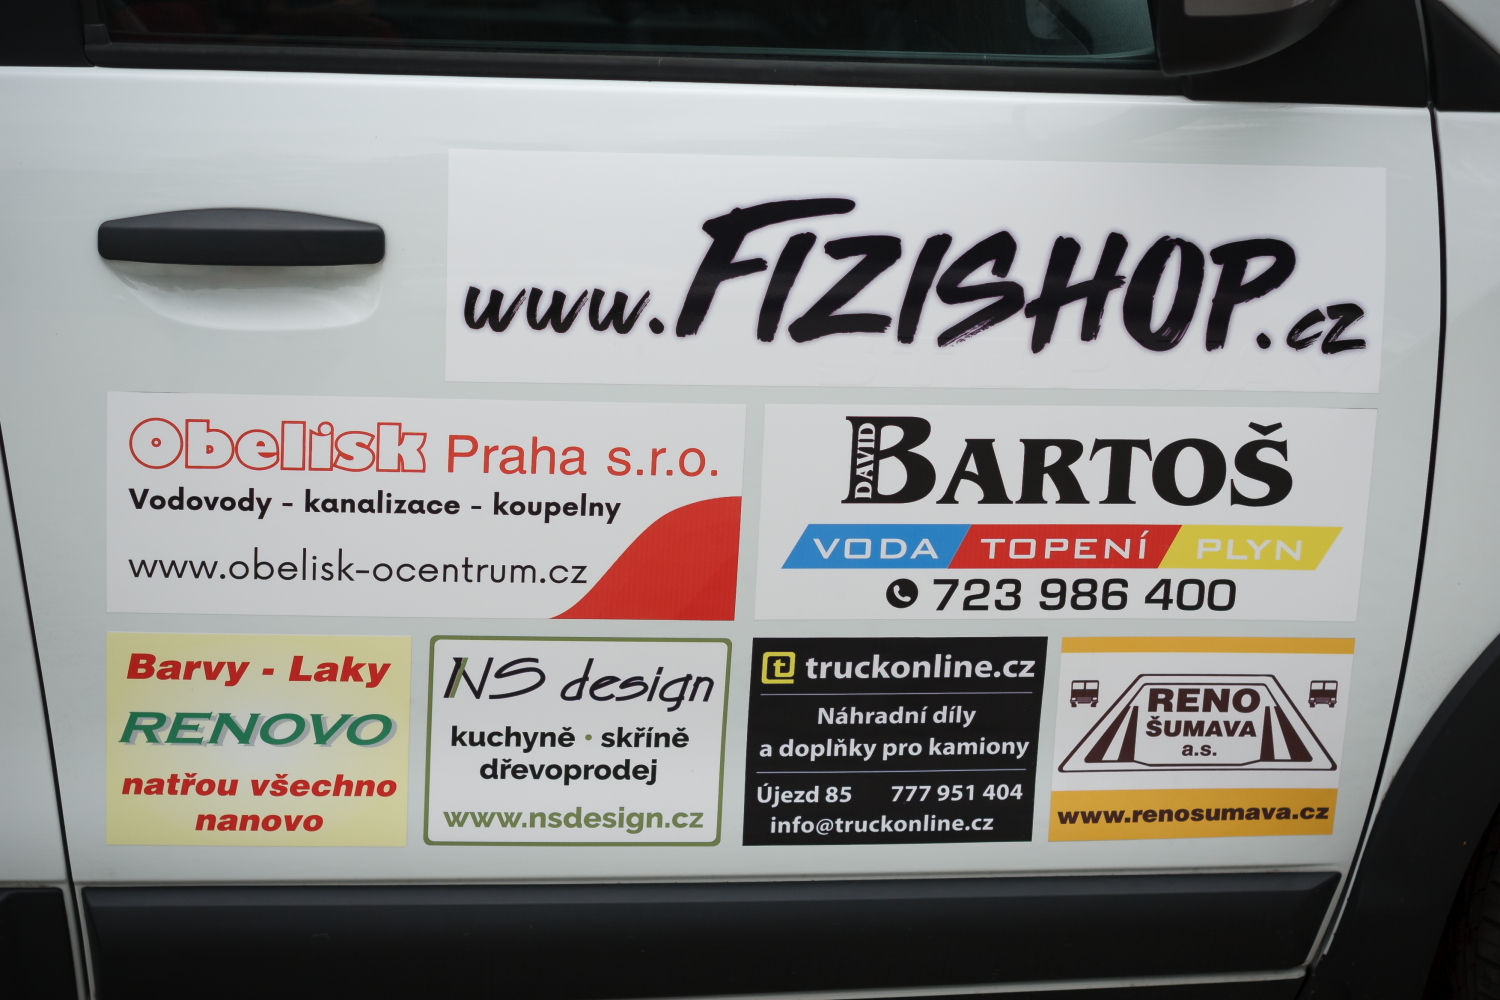 www.FIZISHOP.cz
Obelisk Praha s.r.o.
Vodovody - kanalizace - koupelny
www.obelisk-ocentrum.cz
DAVID BARTOŠ
VODA TOPENÍ PLYN
723 986 400
Barvy - Laky
RENOVO
natřou všechno
nanovo
NS design
kuchyně • skříně
dřevoprodej
www.nsdesign.cz
t truckonline.cz
Náhradní díly
a doplňky pro kamiony
Újezd 85 777 951 404
info@truckonline.cz
RENO
ŠUMAVA
a.s.
www.renosumava.cz